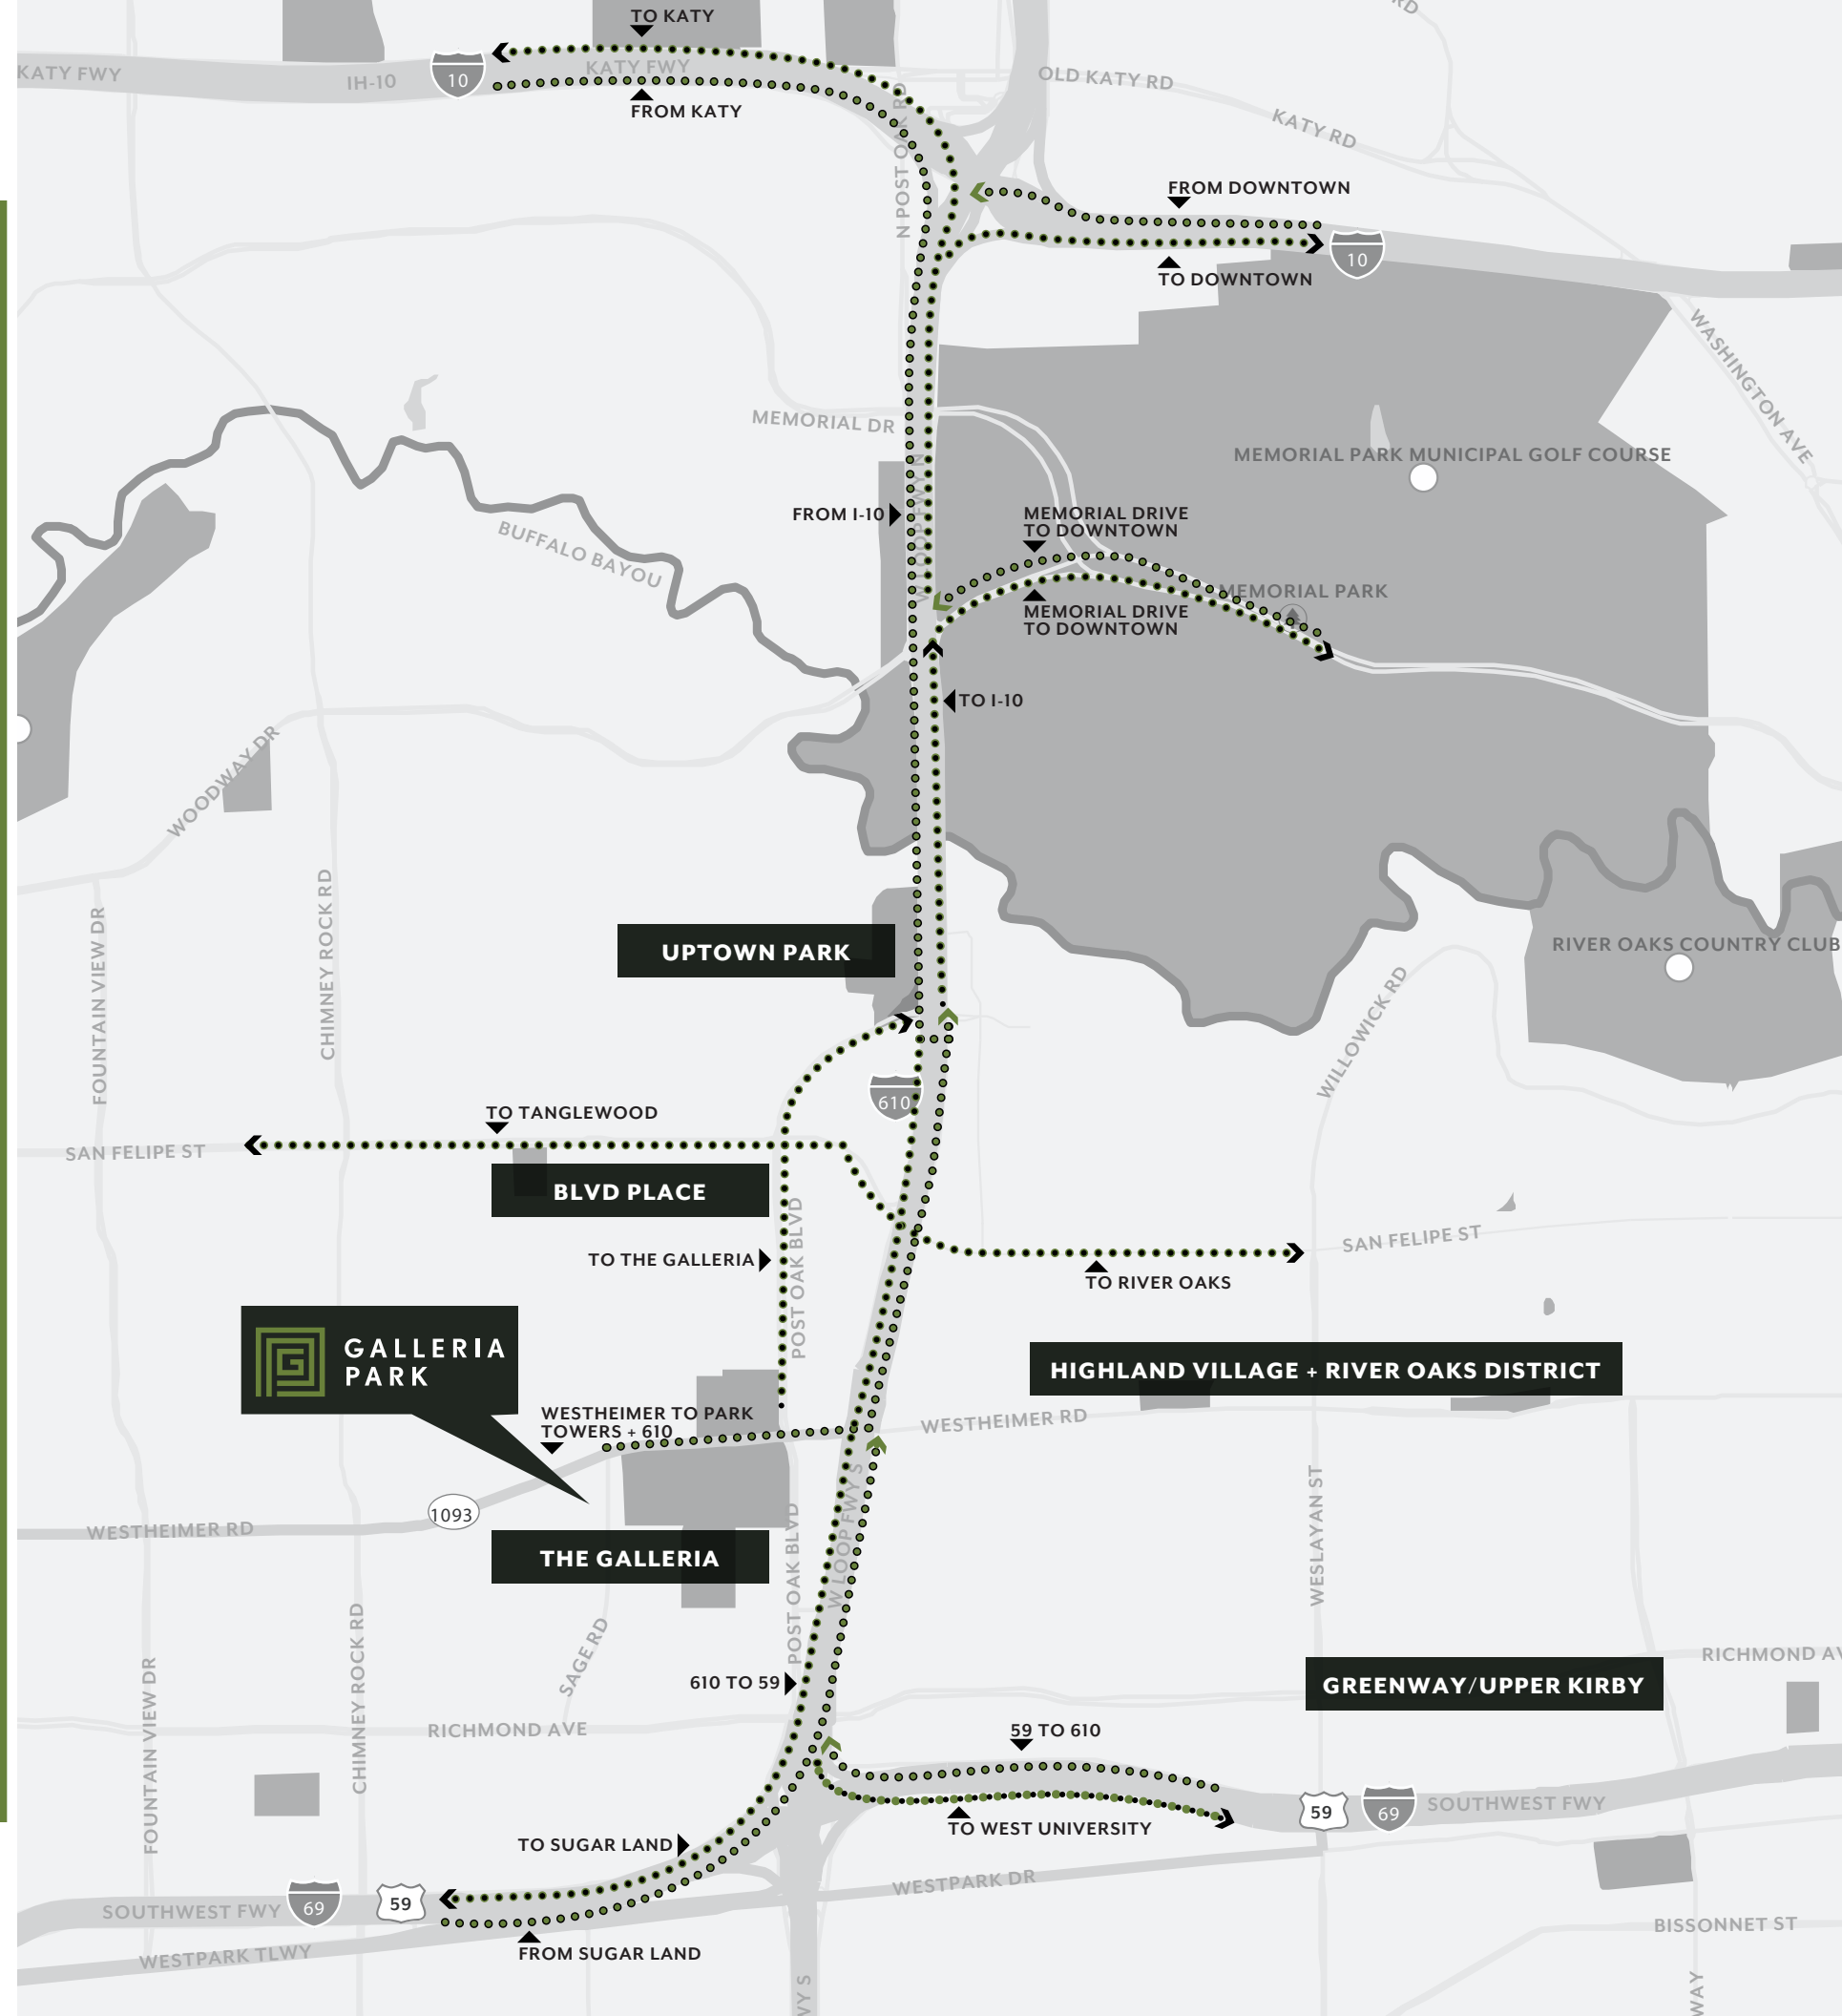 RD
TO KATY
KATY FWY
IH-10
10
KATY FWY
FROM KATY
OLD KATY RD
KATY RD
N POST OAK RD
FROM DOWNTOWN
10
TO DOWNTOWN
WASHINGTON AVE
MEMORIAL DR
MEMORIAL PARK MUNICIPAL GOLF COURSE
FROM I-10
W LOOP FWY N
MEMORIAL DRIVE
TO DOWNTOWN
BUFFALO BAYOU
MEMORIAL PARK
MEMORIAL DRIVE
TO DOWNTOWN
TO I-10
WOODWAY DR
FOUNTAIN VIEW DR
CHIMNEY ROCK RD
UPTOWN PARK
RIVER OAKS COUNTRY CLUB
WILLOWICK RD
610
TO TANGLEWOOD
SAN FELIPE ST
BLVD PLACE
POST OAK BLVD
TO THE GALLERIA
SAN FELIPE ST
TO RIVER OAKS
GALLERIA
PARK
HIGHLAND VILLAGE + RIVER OAKS DISTRICT
WESTHEIMER TO PARK
TOWERS + 610
WESTHEIMER RD
1093
WESTHEIMER RD
W LOOP FWY S
POST OAK BLVD
WESLAYAN ST
THE GALLERIA
CHIMNEY ROCK RD
FOUNTAIN VIEW DR
SAGE RD
610 TO 59
RICHMOND AV
GREENWAY/UPPER KIRBY
RICHMOND AVE
59 TO 610
59
69
SOUTHWEST FWY
TO WEST UNIVERSITY
TO SUGAR LAND
WESTPARK DR
SOUTHWEST FWY
69
59
FROM SUGAR LAND
WESTPARK TLWY
BISSONNET ST
WY S
WAY